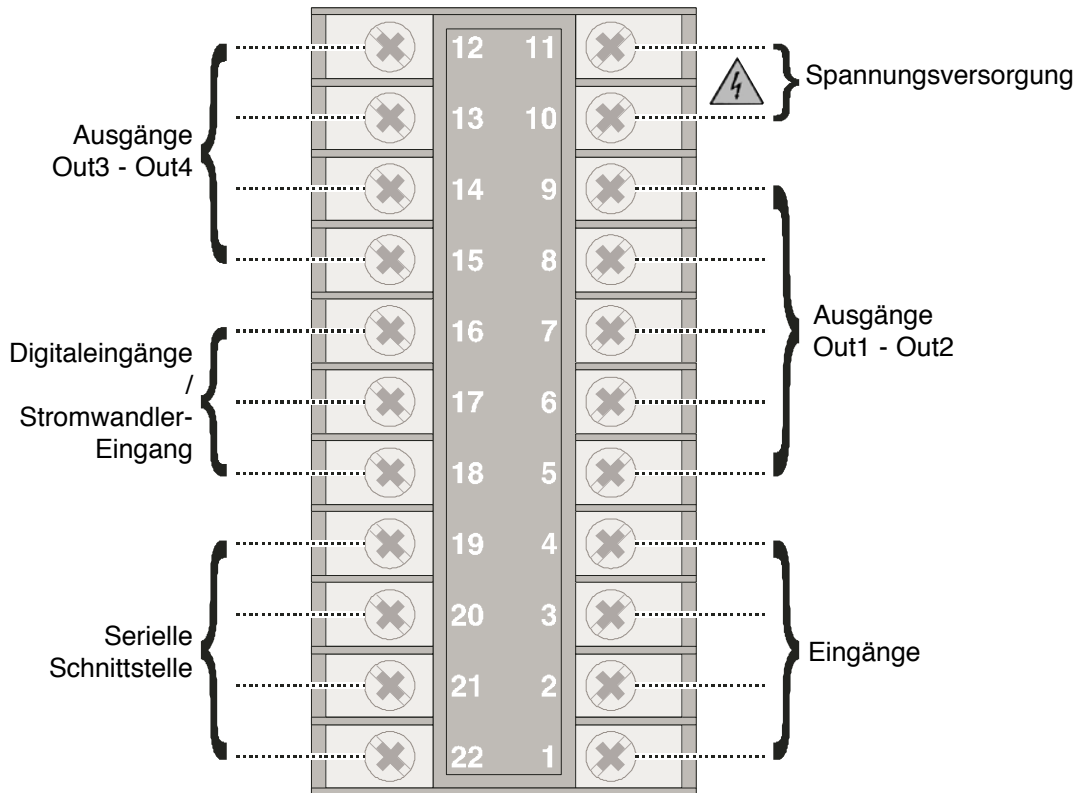 12 11
13 10
14 9
15 8
16 7
17 6
18 5
19 4
20 3
21 2
22 1
Ausgänge
Out3 - Out4
Digitaleingänge
/
Stromwandler-
Eingang
Serielle
Schnittstelle
Spannungsversorgung
Ausgänge
Out1 - Out2
Eingänge